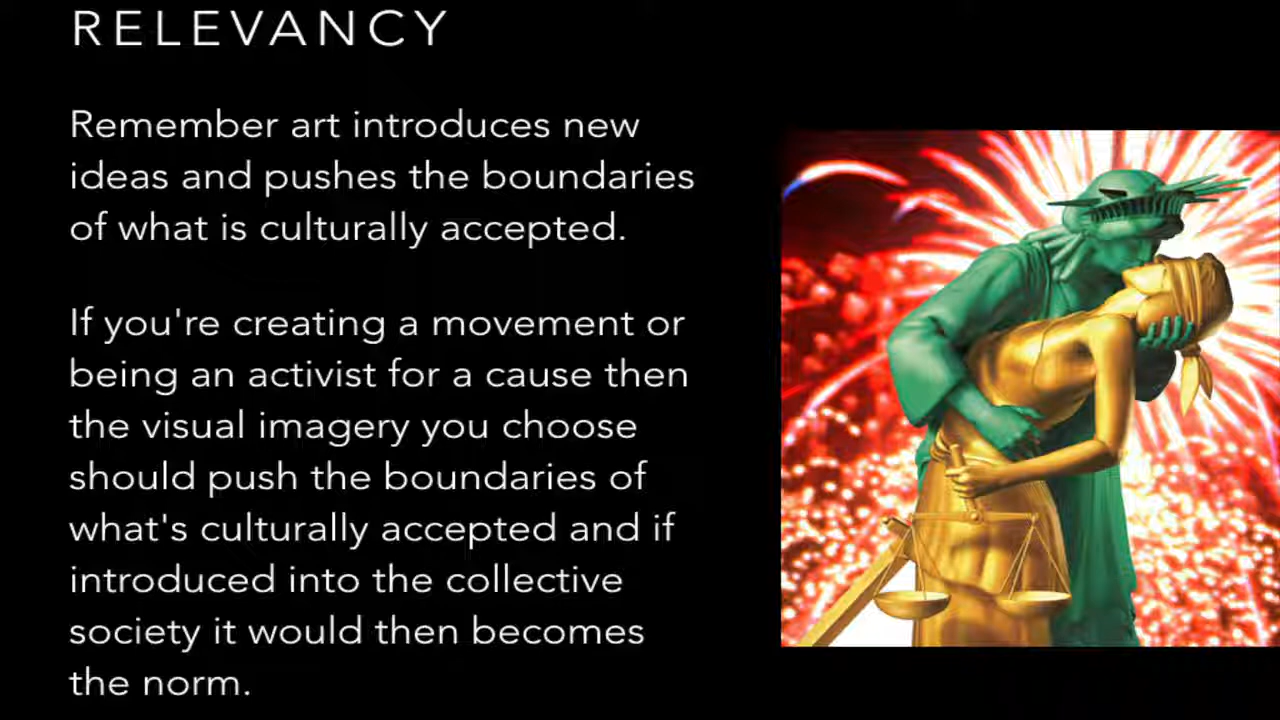 RELEVANCY
Remember art introduces new
ideas and pushes the boundaries
of what is culturally accepted.
If you're creating a movement or
being an activist for a cause then
the visual imagery you choose
should push the boundaries of
what's culturally accepted and if
introduced into the collective
society it would then becomes
the norm.